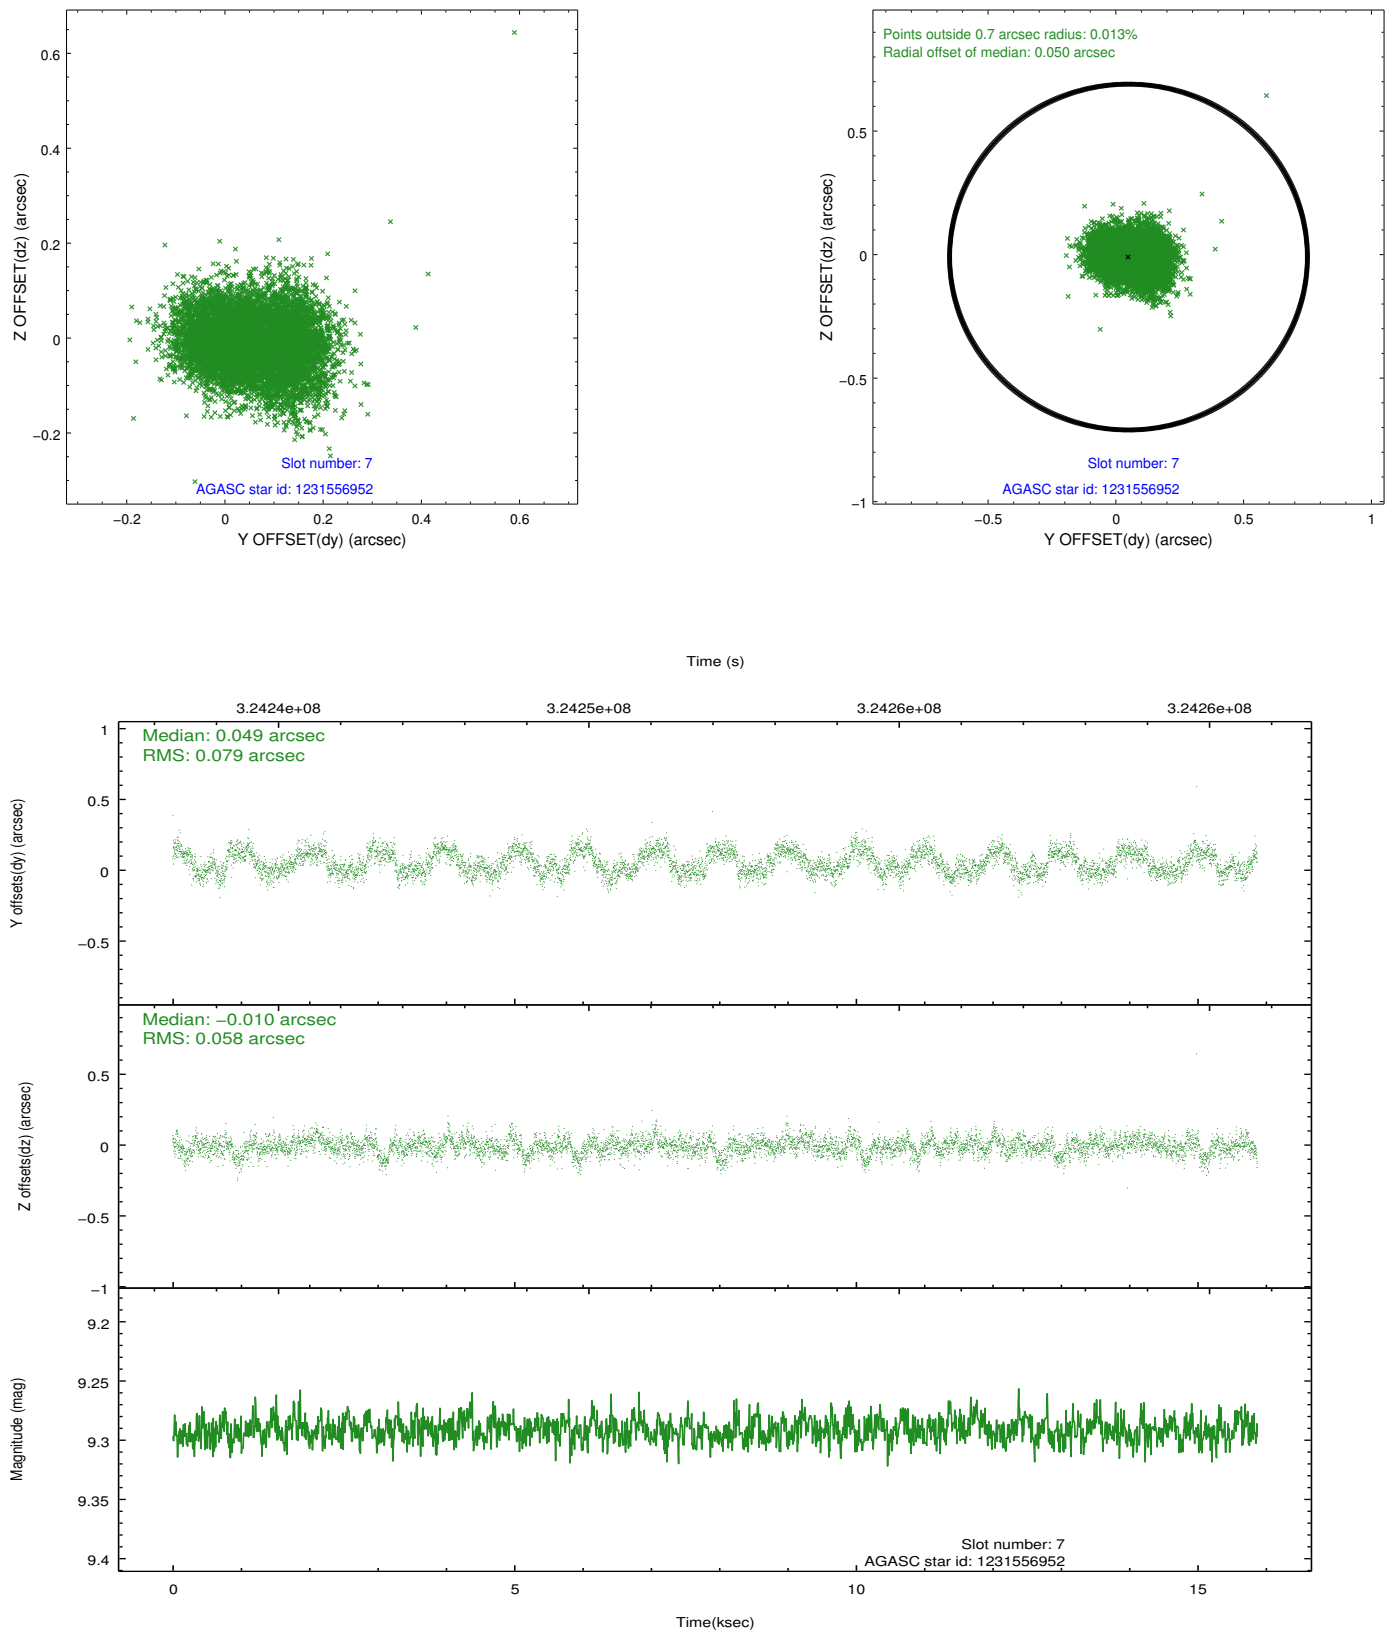 0.6
0.4
0.2
0
−0.2
−0.2 0 0.2 0.4 0.6
Z OFFSET(dz) (arcsec)
Y OFFSET(dy) (arcsec)
Slot number: 7
AGASC star id: 1231556952
Points outside 0.7 arcsec radius: 0.013%
Radial offset of median: 0.050 arcsec
0.5
0
−0.5
−1
−0.5 0 0.5 1
Z OFFSET(dz) (arcsec)
Y OFFSET(dy) (arcsec)
Slot number: 7
AGASC star id: 1231556952
Time (s)
3.2424e+08 3.2425e+08 3.2426e+08 3.2426e+08
Median: 0.049 arcsec
RMS: 0.079 arcsec
1
0.5
0
−0.5
Y offsets(dy) (arcsec)
Median: −0.010 arcsec
RMS: 0.058 arcsec
0.5
0
−0.5
−1
Z offsets(dz) (arcsec)
9.2
9.25
9.3
9.35
9.4
Magnitude (mag)
Slot number: 7
AGASC star id: 1231556952
0 5 10 15
Time(ksec)